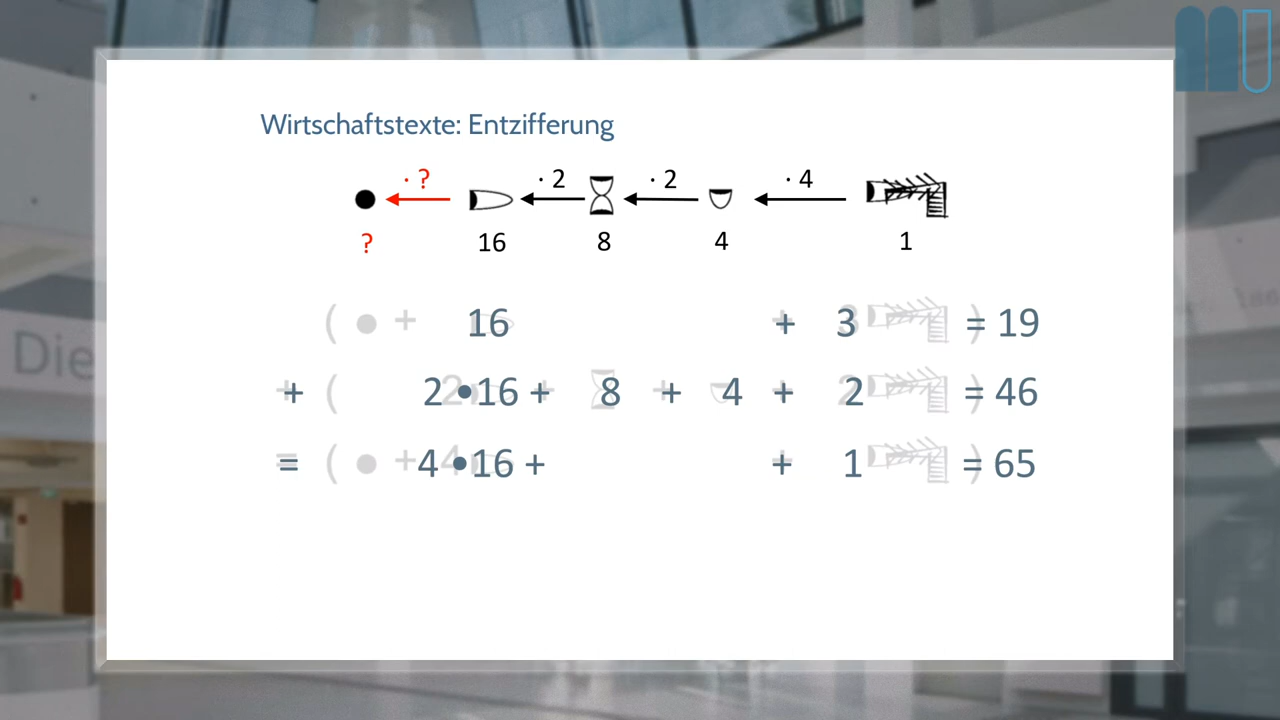 Wirtschaftstexte: Entzifferung
· ? · 2 · 2 · 4
? 16 8 4 1
( • + 16 + 3 ) = 19
+ ( 2 • 16 + 8 + 4 + 2 ) = 46
= ( • + 4 • 16 + + 1 ) = 65
Die